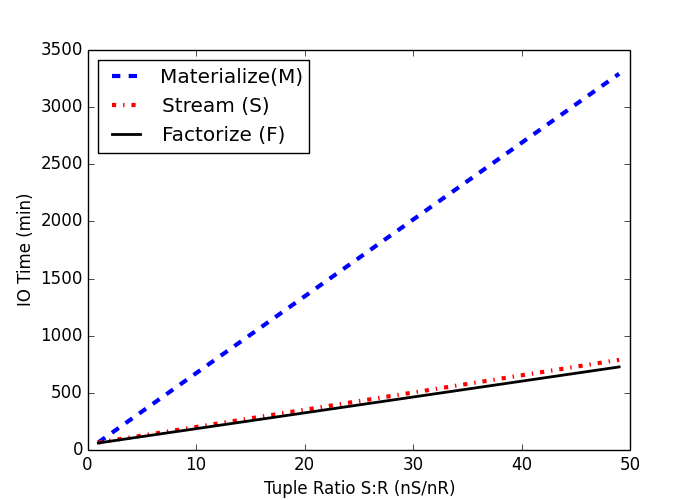 3500
3000
2500
2000
1500
1000
500
0
IO Time (min)
Materialize(M)
Stream (S)
Factorize (F)
0 10 20 30 40 50
Tuple Ratio S:R (nS/nR)